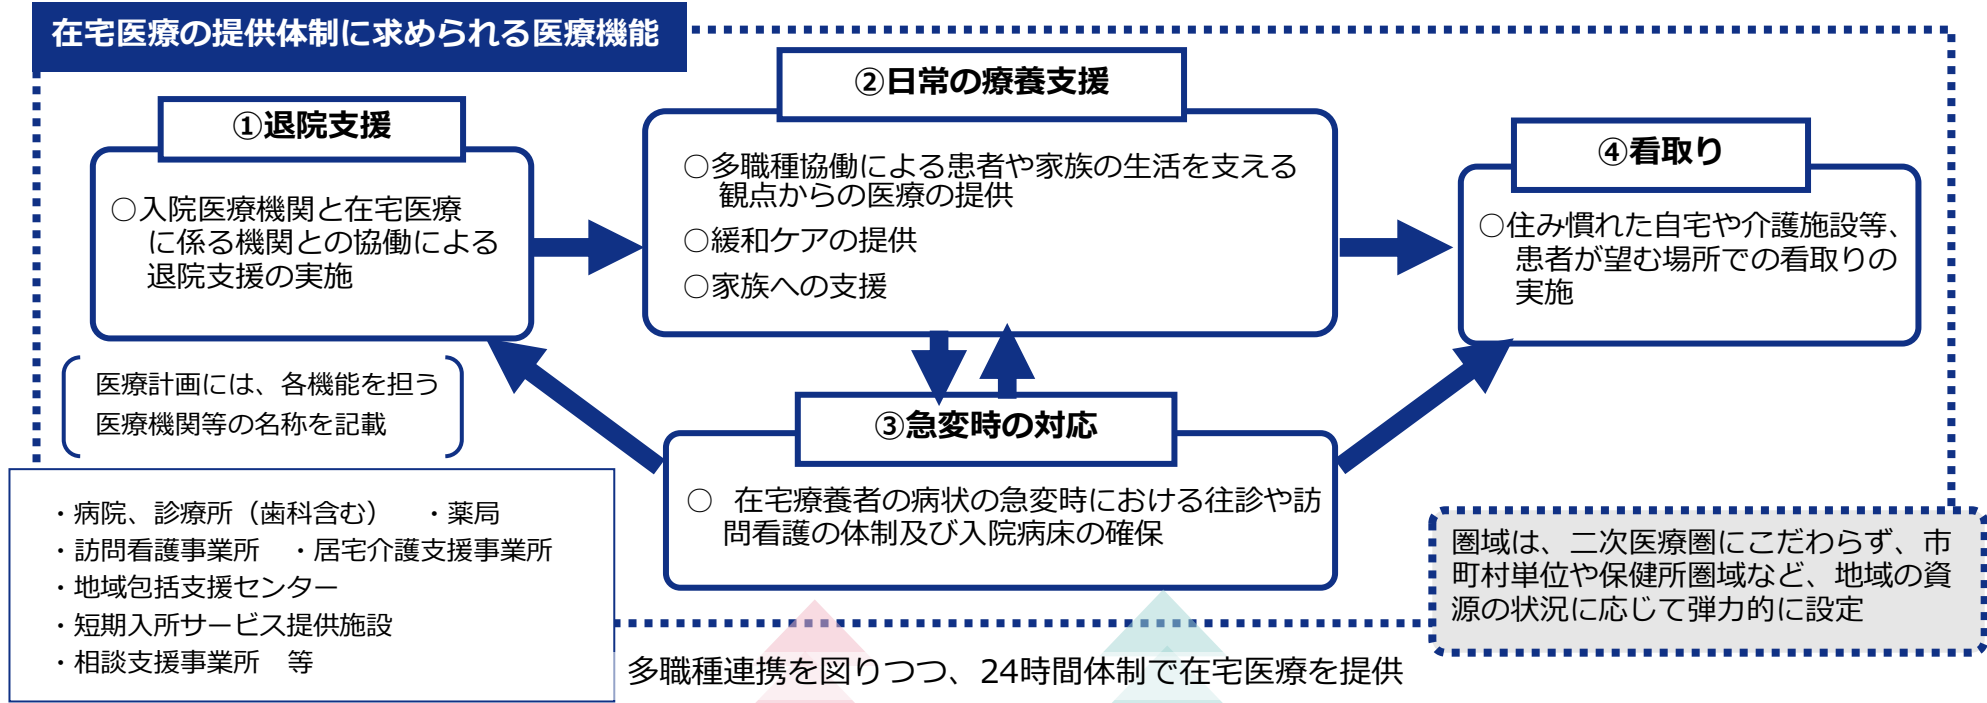 在宅医療の提供体制に求められる医療機能
①退院支援
○入院医療機関と在宅医療
に係る機関との協働による
退院支援の実施
②日常の療養支援
○多職種協働による患者や家族の生活を支える
観点からの医療の提供
○緩和ケアの提供
○家族への支援
④看取り
○住み慣れた自宅や介護施設等、
患者が望む場所での看取りの
実施
医療計画には、各機能を担う
医療機関等の名称を記載
③急変時の対応
○ 在宅療養者の病状の急変時における往診や訪
問看護の体制及び入院病床の確保
・病院、診療所（歯科含む） ・薬局
・訪問看護事業所 ・居宅介護支援事業所
・地域包括支援センター
・短期入所サービス提供施設
・相談支援事業所 等
圏域は、二次医療圏にこだわらず、市
町村単位や保健所圏域など、地域の資
源の状況に応じて弾力的に設定
多職種連携を図りつつ、24時間体制で在宅医療を提供